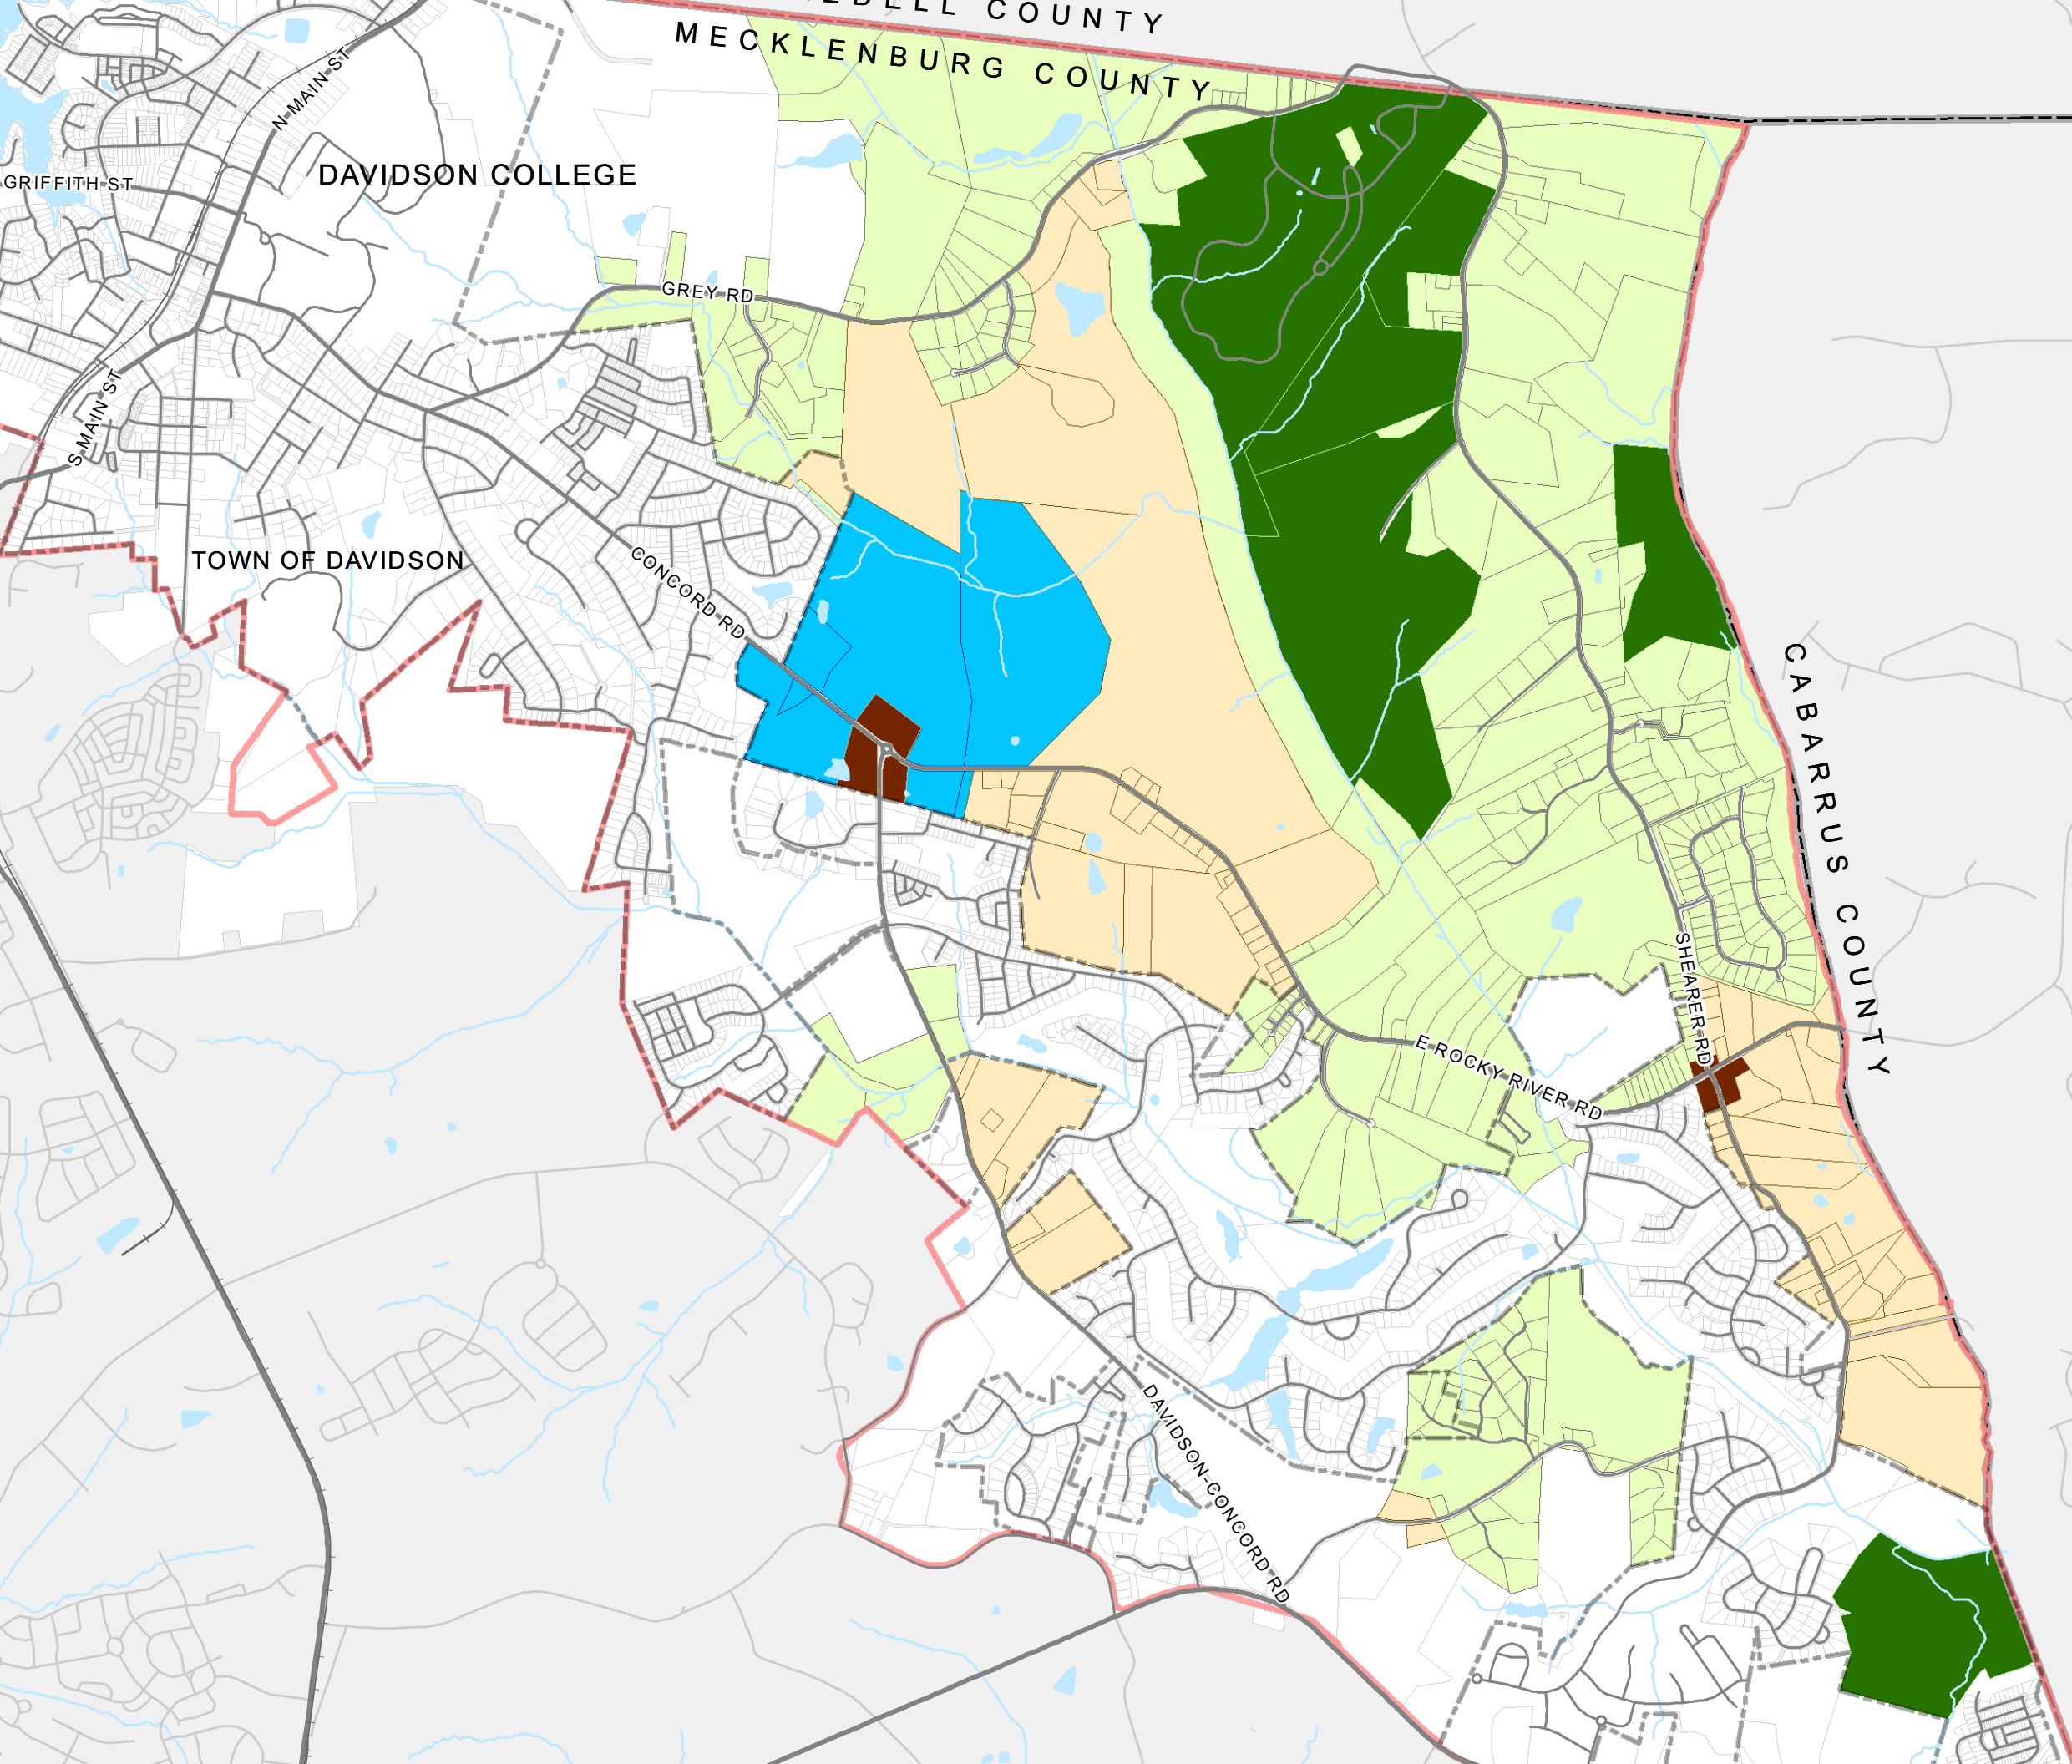 COUNTY
MECKLENBURG COUNTY
N MAIN ST
DAVIDSON COLLEGE
GRIFFITH ST
GREY RD
S MAIN ST
TOWN OF DAVIDSON
CONCORD RD
CABARRUS COUNTY
SHEARER RD
E ROCKY RIVER RD
DAVIDSON-CONCORD RD